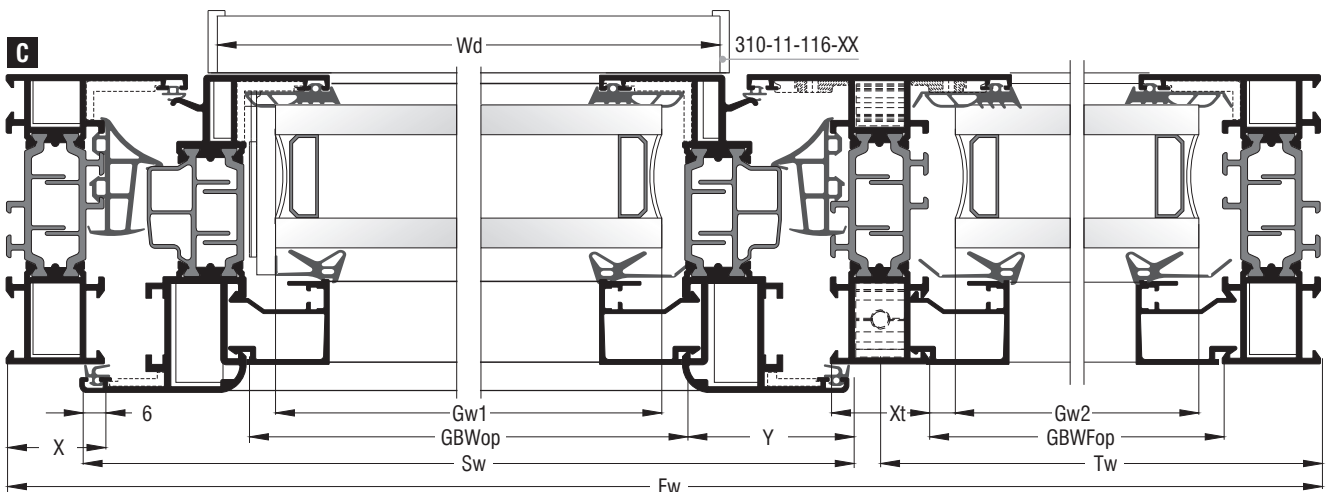 C
Wd
310-11-116-XX
6
Gw1
Xt
Gw2
X
GBWop
Y
GBWFop
Sw
Tw
Fw